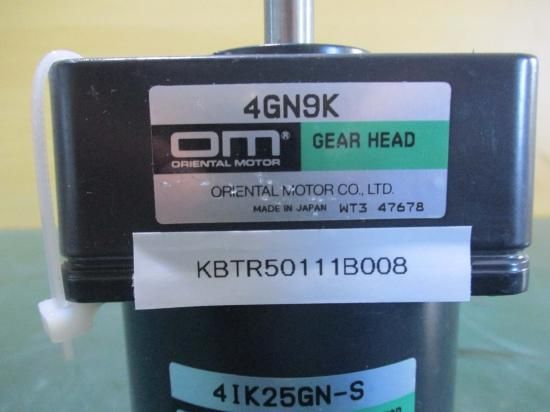 4GN9K
OM®
ORIENTAL MOTOR
GEAR HEAD
ORIENTAL MOTOR CO., LTD.
MADE IN JAPAN WT3 47678
KBTR50111B008
4IK25GN-S